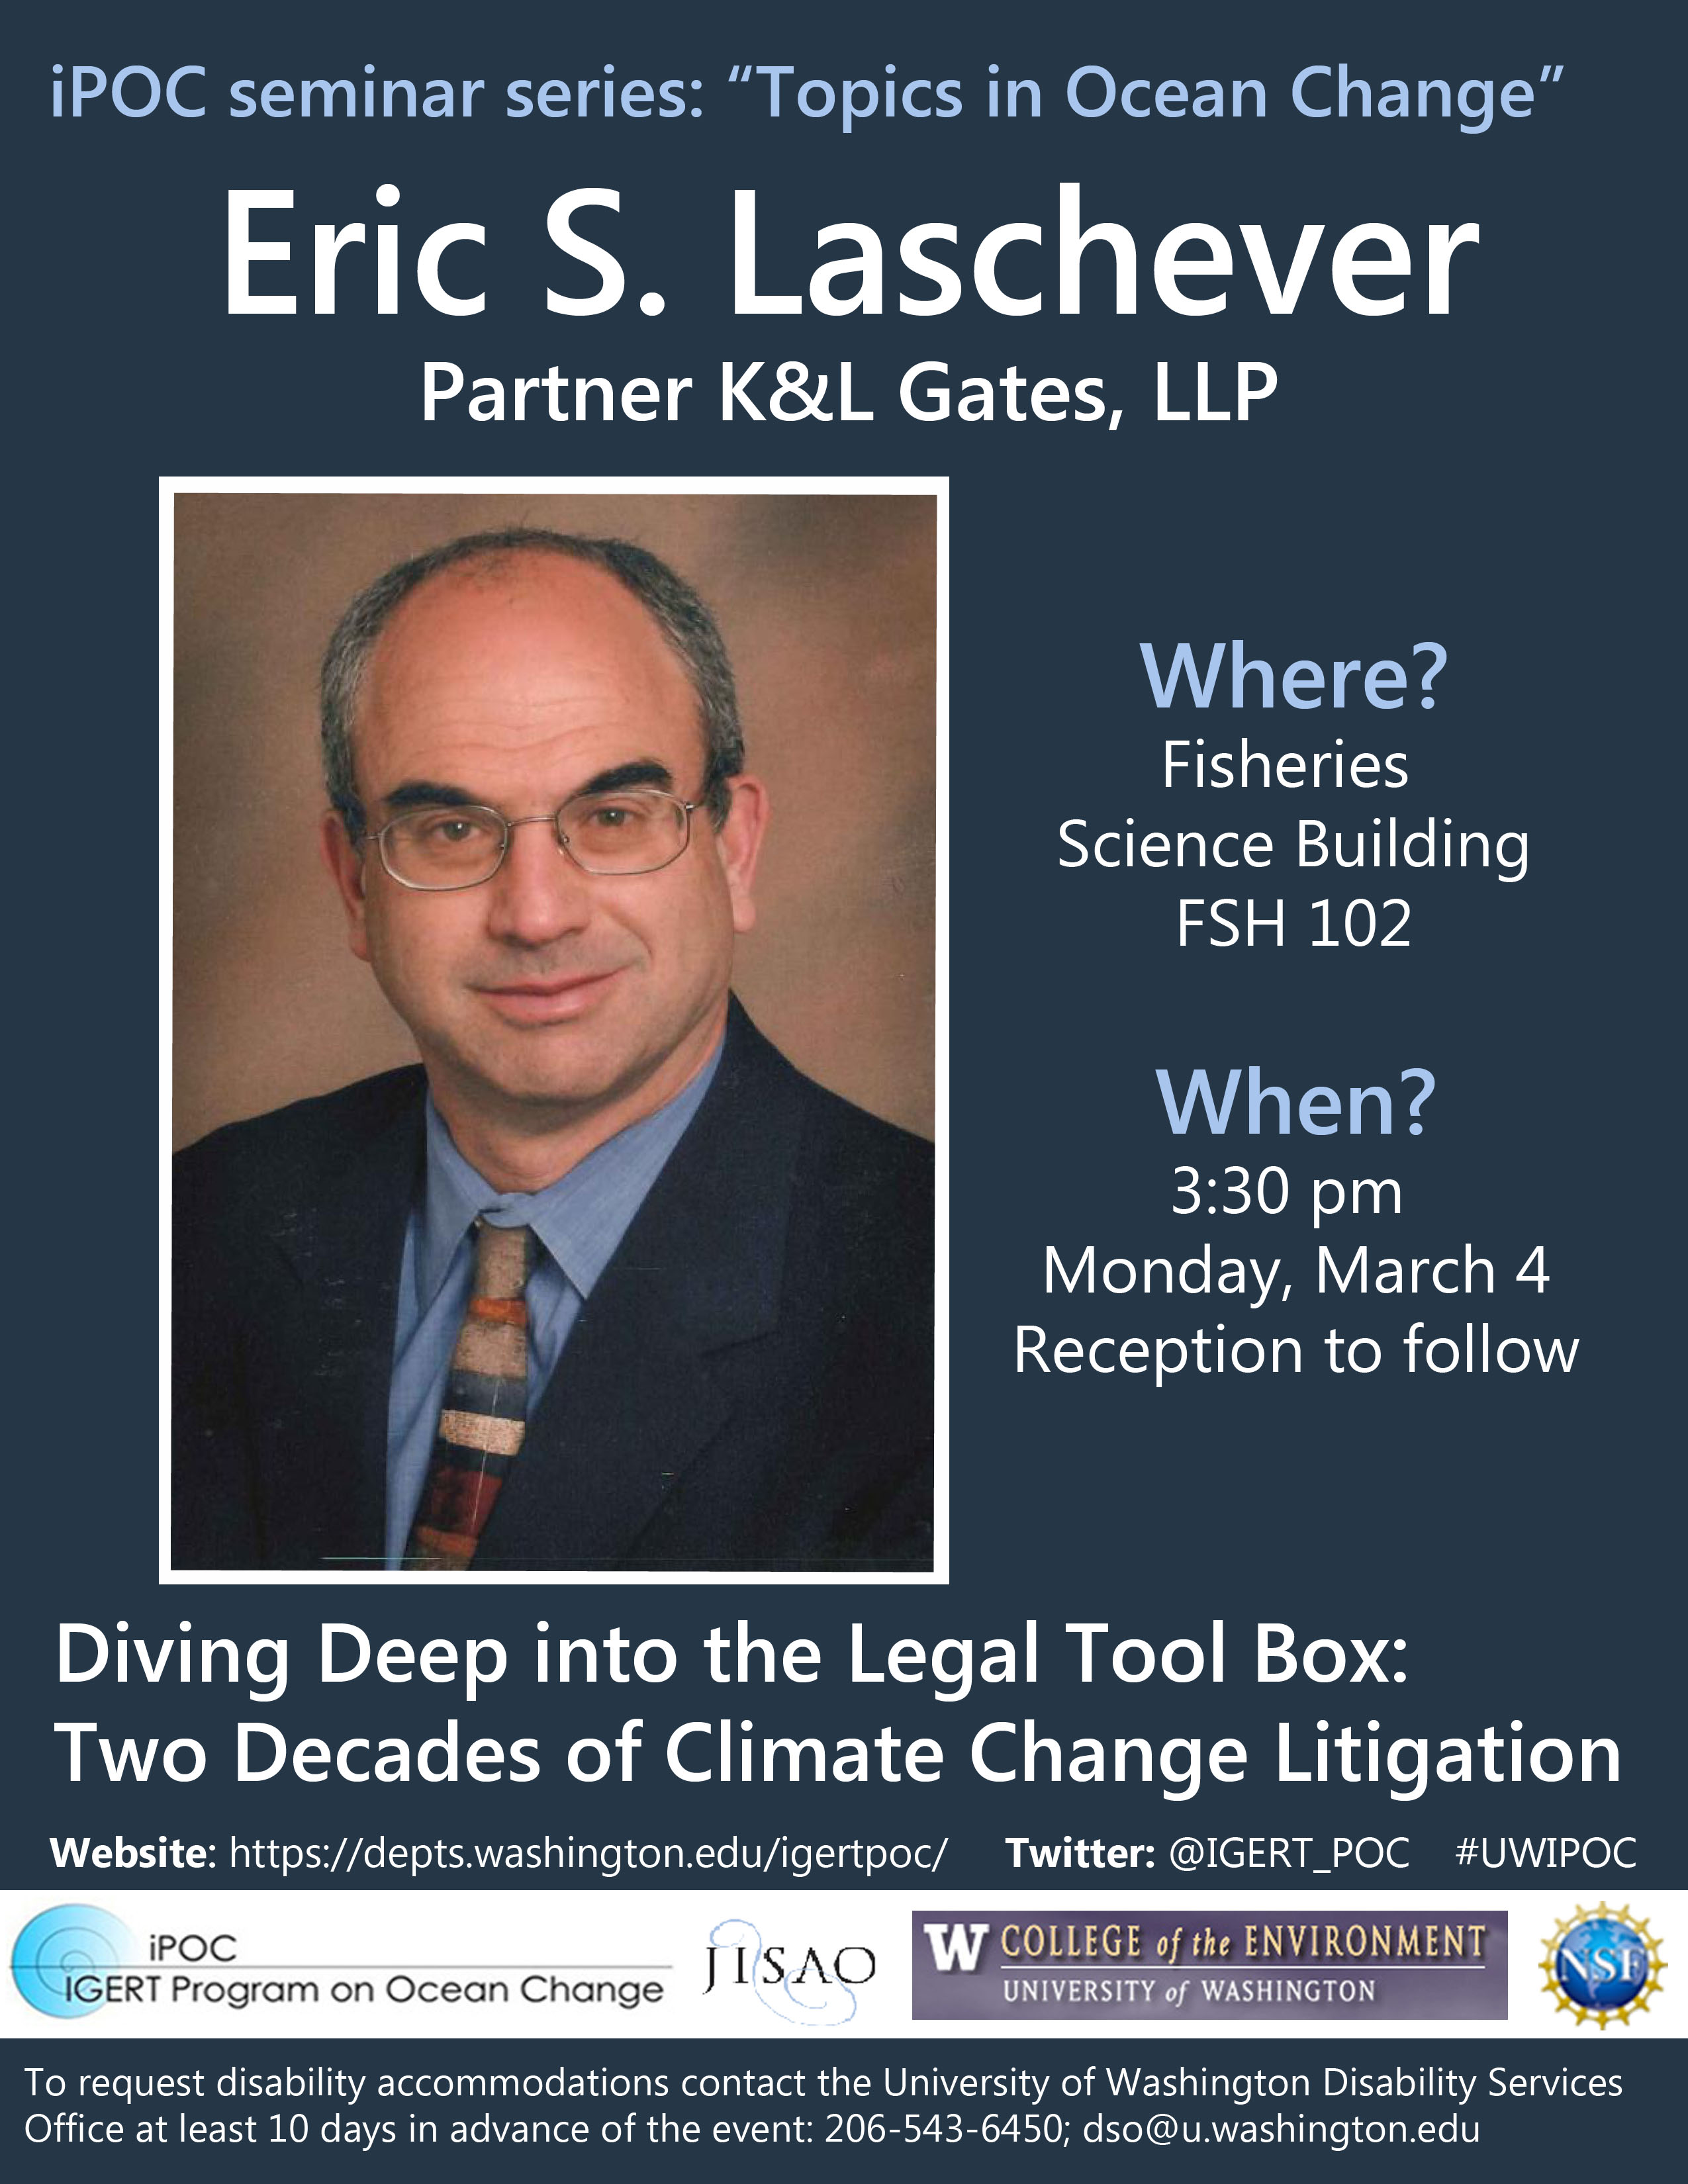 iPOC seminar series: “Topics in Ocean Change”
Eric S. Laschever
Partner K&L Gates, LLP
Where?
Fisheries
Science Building
FSH 102
When?
3:30 pm
Monday, March 4
Reception to follow
Diving Deep into the Legal Tool Box:
Two Decades of Climate Change Litigation
Website: https://depts.washington.edu/igertpoc/ Twitter: @IGERT_POC #UWIPOC
iPOC
IGERT Program on Ocean Change
JISAO
W COLLEGE of the ENVIRONMENT
UNIVERSITY of WASHINGTON
NSF
To request disability accommodations contact the University of Washington Disability Services
Office at least 10 days in advance of the event: 206-543-6450; dso@u.washington.edu